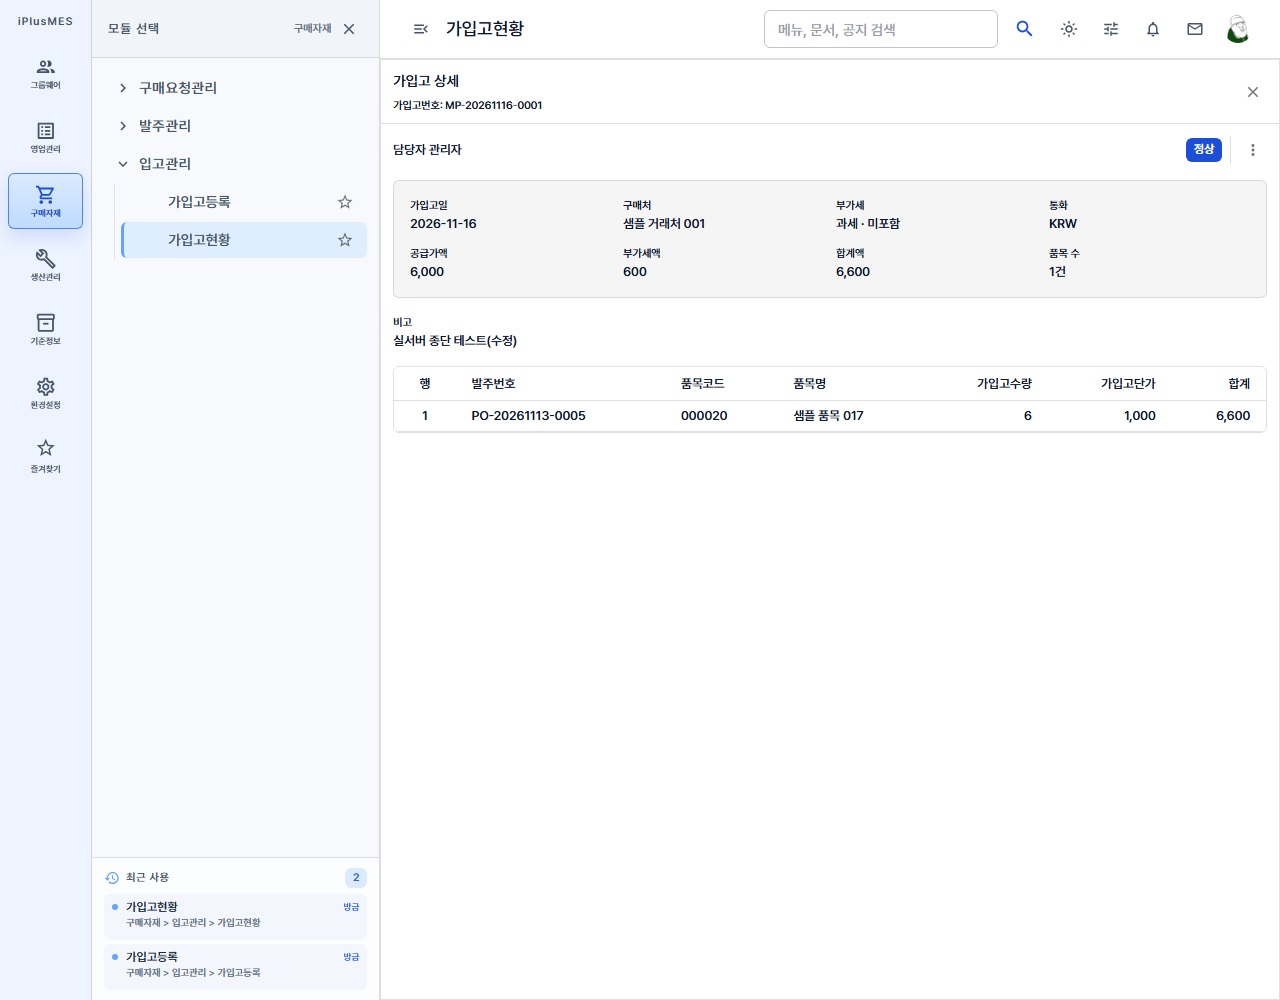 iPlusMES
그룹웨어
영업관리
구매자재
생산관리
기준정보
환경설정
즐겨찾기
모듈 선택
구매자재
구매요청관리
발주관리
입고관리
가입고등록
가입고현황
최근 사용
2
가입고현황
방금
구매자재 > 입고관리 > 가입고현황
가입고등록
방금
구매자재 > 입고관리 > 가입고등록
가입고현황
메뉴, 문서, 공지 검색
가입고 상세
가입고번호: MP-20261116-0001
담당자 관리자
정상
가입고일 구매처 부가세 통화
2026-11-16 샘플 거래처 001 과세 · 미포함 KRW
공급가액 부가세액 합계액 품목 수
6,000 600 6,600 1건
비고
실서버 종단 테스트(수정)
행 발주번호 품목코드 품목명 가입고수량 가입고단가 합계
1 PO-20261113-0005 000020 샘플 품목 017 6 1,000 6,600